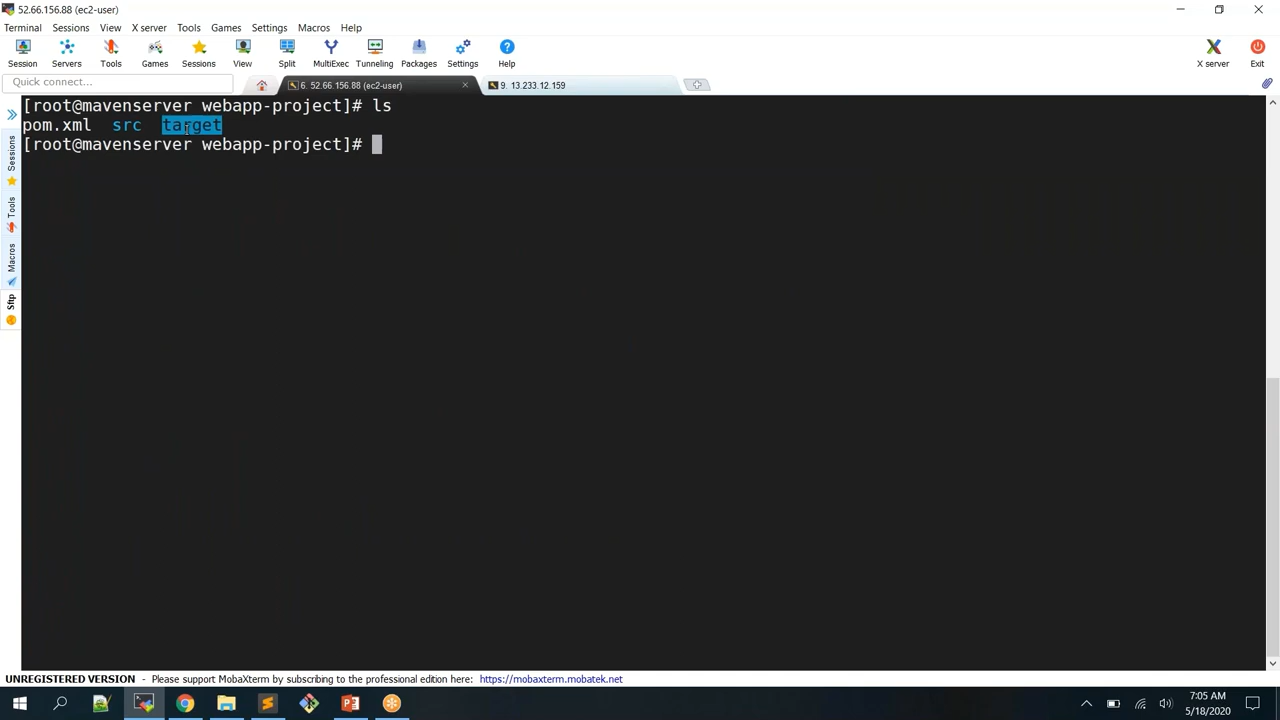 52.66.156.88 (ec2-user)
Terminal Sessions View X server Tools Games Settings Macros Help
Session Servers Tools Games Sessions View Split MultiExec Tunneling Packages Settings Help X server Exit
Quick connect... 6. 52.66.156.88 (ec2-user) 9. 13.233.12.159
[root@mavenserver webapp-project]# ls
pom.xml src target
[root@mavenserver webapp-project]#
Sessions
Tools
Macros
Sftp
UNREGISTERED VERSION - Please support MobaXterm by subscribing to the professional edition here: https://mobaxterm.mobatek.net
7:05 AM
5/18/2020